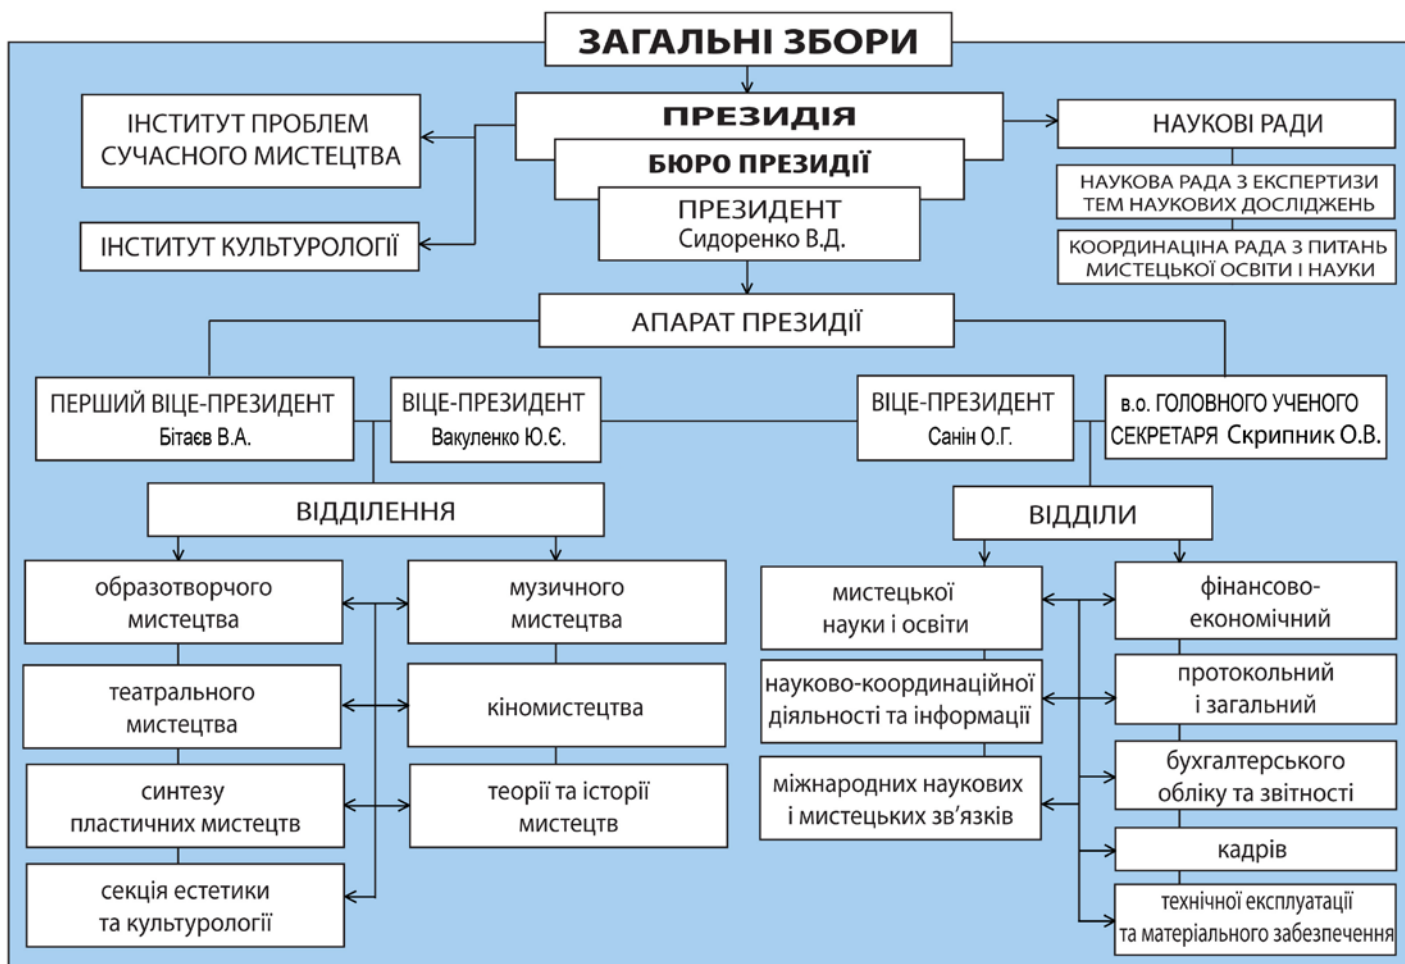 ЗАГАЛЬНІ ЗБОРИ
ПРЕЗИДІЯ
БЮРО ПРЕЗИДІЇ
ПРЕЗИДЕНТ
Сидоренко В.Д.
ІНСТИТУТ ПРОБЛЕМ
СУЧАСНОГО МИСТЕЦТВА
ІНСТИТУТ КУЛЬТУРОЛОГІЇ
НАУКОВІ РАДИ
НАУКОВА РАДА З ЕКСПЕРТИЗИ
ТЕМ НАУКОВИХ ДОСЛІДЖЕНЬ
КООРДИНАЦІНА РАДА З ПИТАНЬ
МИСТЕЦЬКОЇ ОСВІТИ І НАУКИ
АПАРАТ ПРЕЗИДІЇ
ПЕРШИЙ ВІЦЕ-ПРЕЗИДЕНТ
Бітаєв В.А.
ВІЦЕ-ПРЕЗИДЕНТ
Вакуленко Ю.Є.
ВІЦЕ-ПРЕЗИДЕНТ
Санін О.Г.
в.о. ГОЛОВНОГО УЧЕНОГО
СЕКРЕТАРЯ Скрипник О.В.
ВІДДІЛЕННЯ
образотворчого
мистецтва
театрального
мистецтва
синтезу
пластичних мистецтв
секція естетики
та культурології
музичного
мистецтва
кіномистецтва
теорії та історії
мистецтв
ВІДДІЛИ
мистецької
науки і освіти
науково-координаційної
діяльності та інформації
міжнародних наукових
і мистецьких зв'язків
фінансово-
економічний
протокольний
і загальний
бухгалтерського
обліку та звітності
кадрів
технічної експлуатації
та матеріального забезпечення